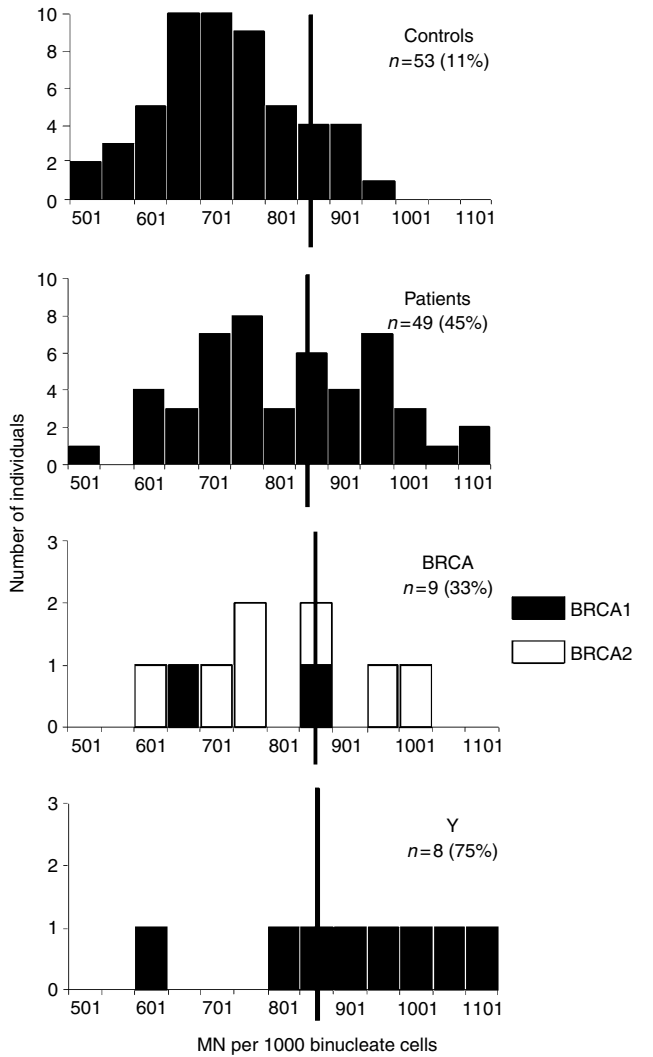 10
8
6
4
2
0
Controls
n=53 (11%)
501 601 701 801 901 1001 1101
10
8
6
4
2
0
Patients
n=49 (45%)
501 601 701 801 901 1001 1101
Number of individuals
3
2
1
0
BRCA
n=9 (33%)
BRCA1
BRCA2
501 601 701 801 901 1001 1101
3
2
1
0
Y
n=8 (75%)
501 601 701 801 901 1001 1101
MN per 1000 binucleate cells